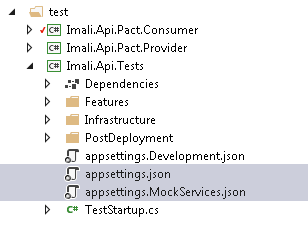 test
C# Imali.Api.Pact.Consumer
C# Imali.Api.Pact.Provider
C# Imali.Api.Tests
Dependencies
Features
Infrastructure
PostDeployment
appsettings.Development.json
appsettings.json
appsettings.MockServices.json
C# TestStartup.cs